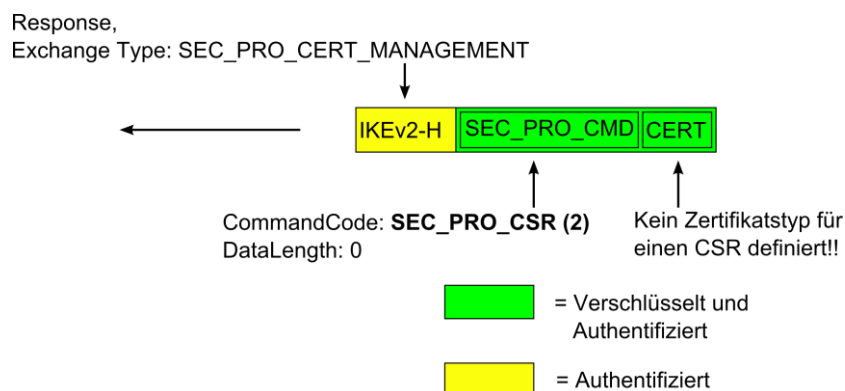 Response,
Exchange Type: SEC_PRO_CERT_MANAGEMENT
IKEv2-H SEC_PRO_CMD CERT
CommandCode: SEC_PRO_CSR (2)
DataLength: 0
Kein Zertifikatstyp für
einen CSR definiert!!
= Verschlüsselt und
Authentifiziert
= Authentifiziert